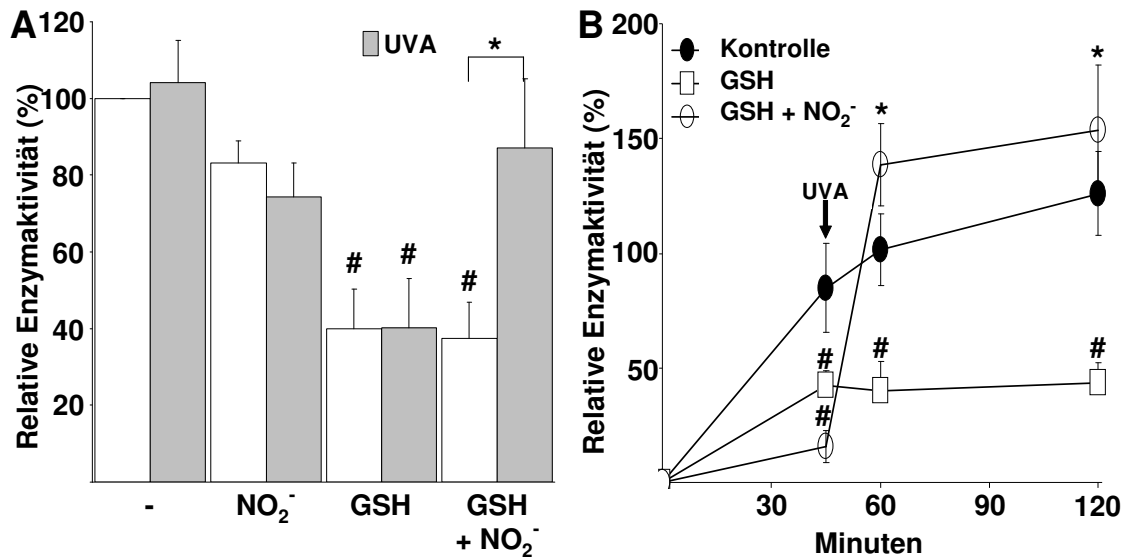 A
Relative Enzymaktivität (%)
120
100
80
60
40
20
UVA
*
#
#
#
-
NO₂⁻
GSH
GSH
+ NO₂⁻
B
Relative Enzymaktivität (%)
200
150
100
50
Kontrolle
GSH
GSH + NO₂⁻
*
*
UVA
#
#
#
#
30
60
90
120
Minuten